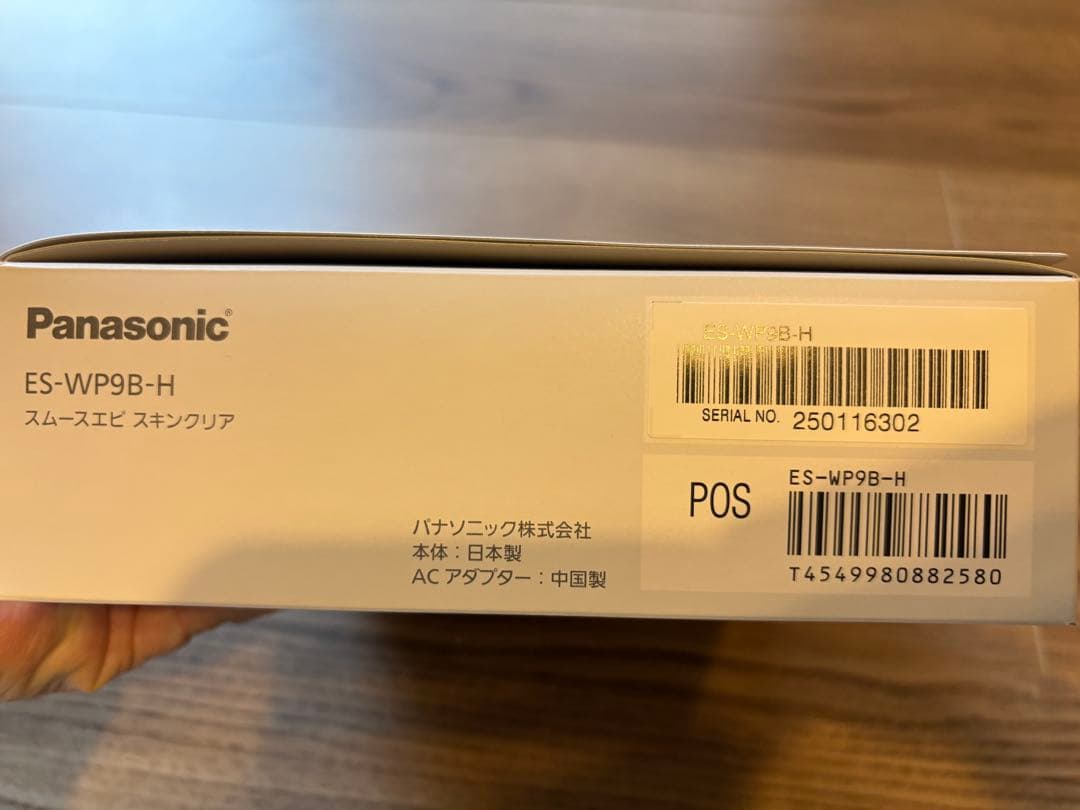 Panasonic®
ES-WP9B-H
スムースエピ スキンクリア
パナソニック株式会社
本体：日本製
AC アダプター：中国製
ES-WP9B-H
SERIAL NO. 250116302
POS
ES-WP9B-H
T4549980882580